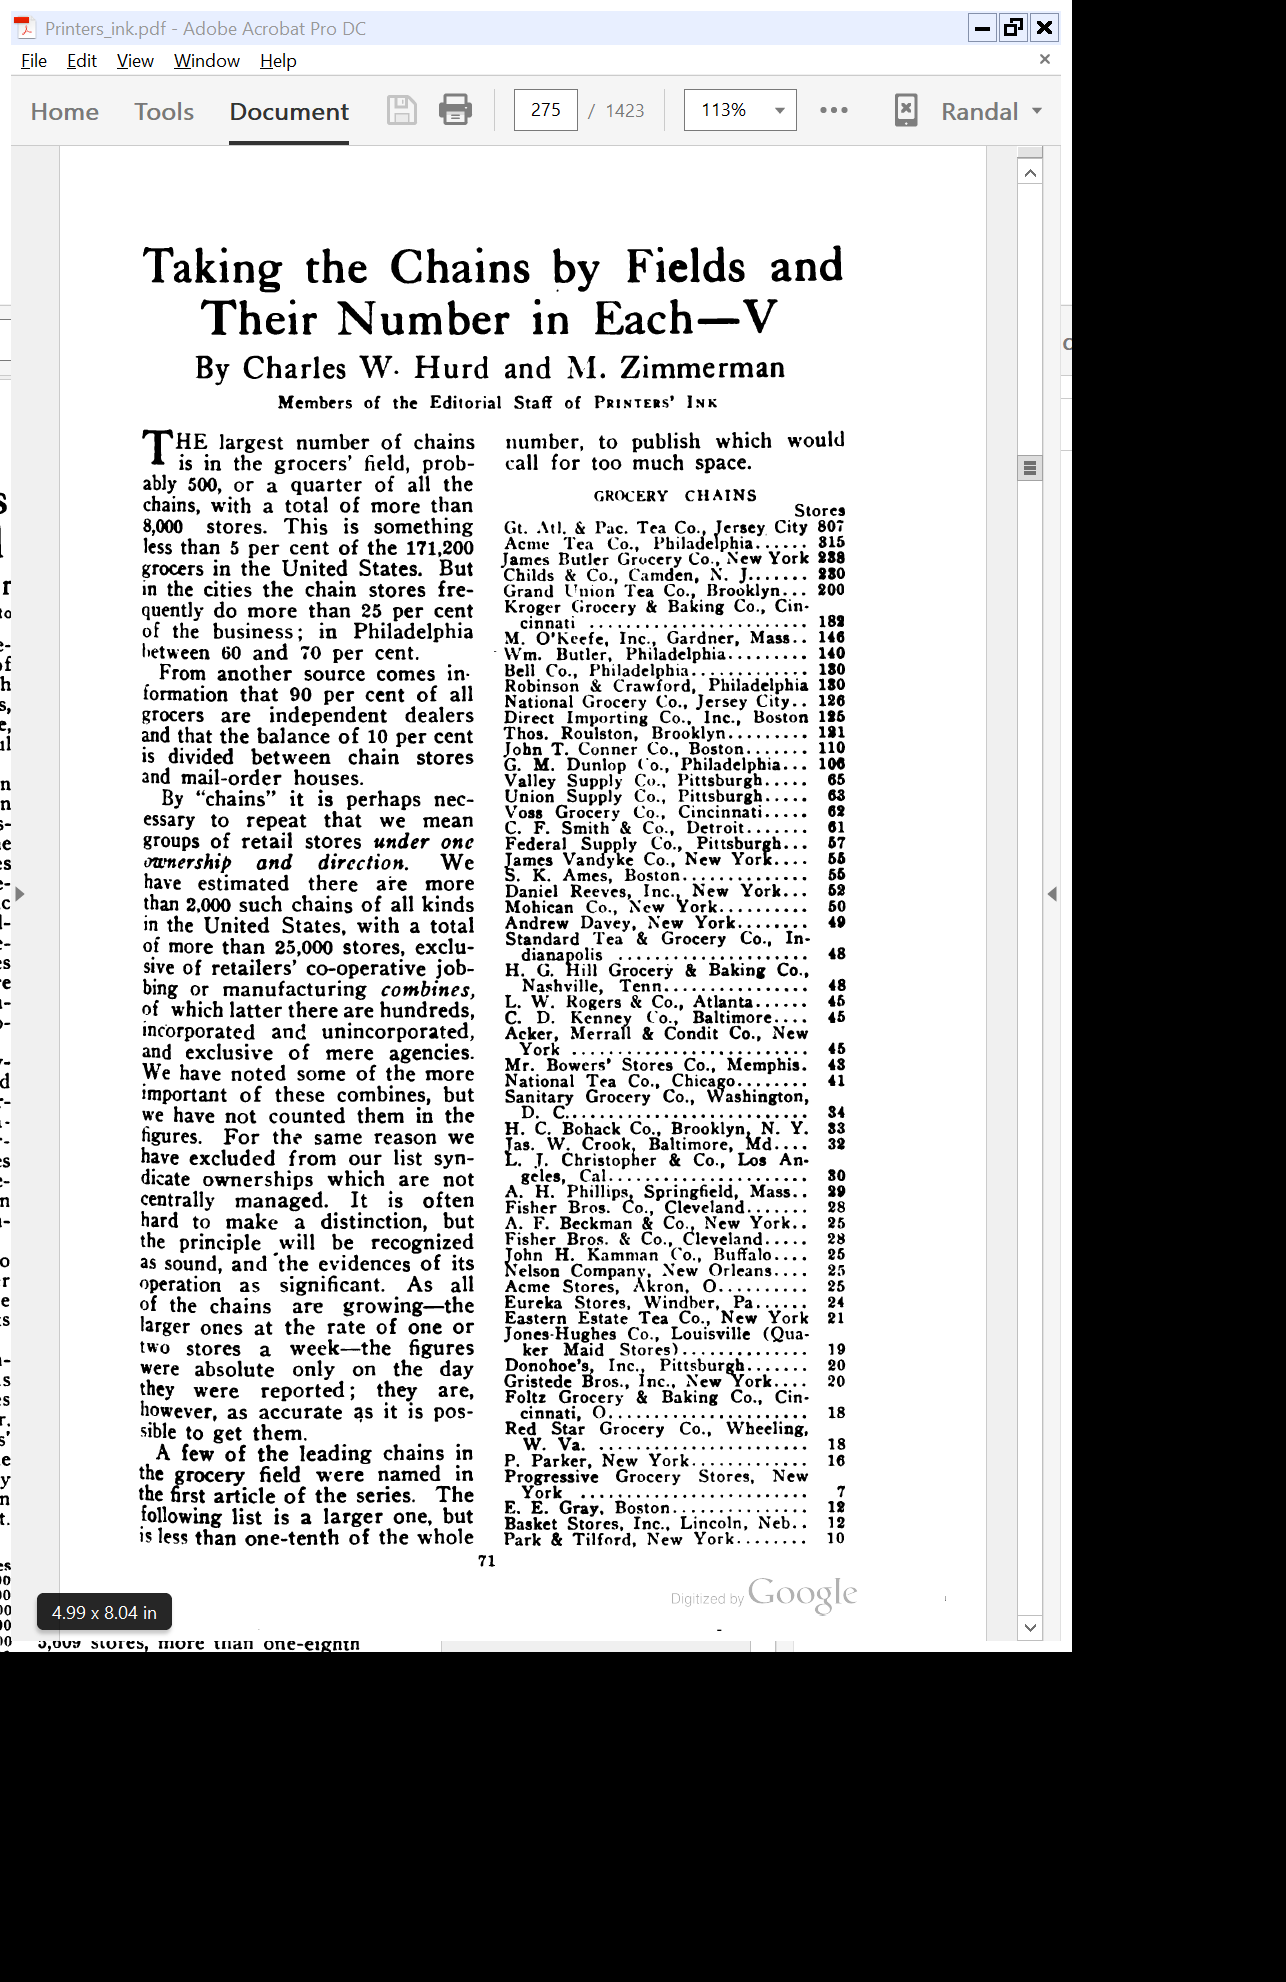 Printers_ink.pdf - Adobe Acrobat Pro DC
File Edit View Window Help
Home Tools Document 275 / 1423 113% Randal
Taking the Chains by Fields and
Their Number in Each—V
By Charles W. Hurd and M. Zimmerman
Members of the Editorial Staff of PRINTERS' INK
THE largest number of chains
is in the grocers' field, prob-
ably 500, or a quarter of all the
chains, with a total of more than
8,000 stores. This is something
less than 5 per cent of the 171,200
grocers in the United States. But
in the cities the chain stores fre-
quently do more than 25 per cent
of the business; in Philadelphia
between 60 and 70 per cent.
From another source comes in-
formation that 90 per cent of all
grocers are independent dealers
and that the balance of 10 per cent
is divided between chain stores
and mail-order houses.
By "chains" it is perhaps nec-
essary to repeat that we mean
groups of retail stores under one
ownership and direction. We
have estimated there are more
than 2,000 such chains of all kinds
in the United States, with a total
of more than 25,000 stores, exclu-
sive of retailers' co-operative job-
bing or manufacturing combines,
of which latter there are hundreds,
incorporated and unincorporated,
and exclusive of mere agencies.
We have noted some of the more
important of these combines, but
we have not counted them in the
figures. For the same reason we
have excluded from our list syn-
dicate ownerships which are not
centrally managed. It is often
hard to make a distinction, but
the principle will be recognized
as sound, and the evidences of its
operation as significant. As all
of the chains are growing—the
larger ones at the rate of one or
two stores a week—the figures
were absolute only on the day
they were reported; they are,
however, as accurate as it is pos-
sible to get them.
A few of the leading chains in
the grocery field were named in
the first article of the series. The
following list is a larger one, but
is less than one-tenth of the whole
number, to publish which would
call for too much space.
GROCERY CHAINS
Stores
Gt. Atl. & Pac. Tea Co., Jersey City 807
Acme Tea Co., Philadelphia...... 315
James Butler Grocery Co., New York 238
Childs & Co., Camden, N. J....... 230
Grand Union Tea Co., Brooklyn... 200
Kroger Grocery & Baking Co., Cin-
cinnati ........................ 182
M. O'Keefe, Inc., Gardner, Mass.. 146
Wm. Butler, Philadelphia......... 140
Bell Co., Philadelphia............ 130
Robinson & Crawford, Philadelphia 130
National Grocery Co., Jersey City.. 126
Direct Importing Co., Inc., Boston 125
Thos. Roulston, Brooklyn......... 121
John T. Conner Co., Boston....... 110
G. M. Dunlop Co., Philadelphia... 106
Valley Supply Co., Pittsburgh..... 65
Union Supply Co., Pittsburgh..... 63
Voss Grocery Co., Cincinnati..... 62
C. F. Smith & Co., Detroit....... 61
Federal Supply Co., Pittsburgh... 57
James Vandyke Co., New York.... 55
S. K. Ames, Boston.............. 55
Daniel Reeves, Inc., New York... 52
Mohican Co., New York.......... 50
Andrew Davey, New York........ 49
Standard Tea & Grocery Co., In-
dianapolis ..................... 48
H. G. Hill Grocery & Baking Co.,
Nashville, Tenn................ 48
L. W. Rogers & Co., Atlanta...... 45
C. D. Kenney Co., Baltimore.... 45
Acker, Merrall & Condit Co., New
York .......................... 45
Mr. Bowers' Stores Co., Memphis. 43
National Tea Co., Chicago........ 41
Sanitary Grocery Co., Washington,
D. C........................... 34
H. C. Bohack Co., Brooklyn, N. Y. 33
Jas. W. Crook, Baltimore, Md.... 32
L. J. Christopher & Co., Los An-
geles, Cal...................... 30
A. H. Phillips, Springfield, Mass.. 29
Fisher Bros. Co., Cleveland....... 28
A. F. Beckman & Co., New York.. 25
Fisher Bros. & Co., Cleveland..... 28
John H. Kamman Co., Buffalo.... 25
Nelson Company, New Orleans.... 25
Acme Stores, Akron, O.......... 25
Eureka Stores, Windber, Pa...... 24
Eastern Estate Tea Co., New York 21
Jones-Hughes Co., Louisville (Qua-
ker Maid Stores).............. 19
Donohoe's, Inc., Pittsburgh....... 20
Gristede Bros., Inc., New York.... 20
Foltz Grocery & Baking Co., Cin-
cinnati, O...................... 18
Red Star Grocery Co., Wheeling,
W. Va. ....................... 18
P. Parker, New York............. 16
Progressive Grocery Stores, New
York ......................... 7
E. E. Gray, Boston............... 12
Basket Stores, Inc., Lincoln, Neb.. 12
Park & Tilford, New York........ 10
71
Digitized by Google
4.99 x 8.04 in
5,609 stores, more than one-eighth